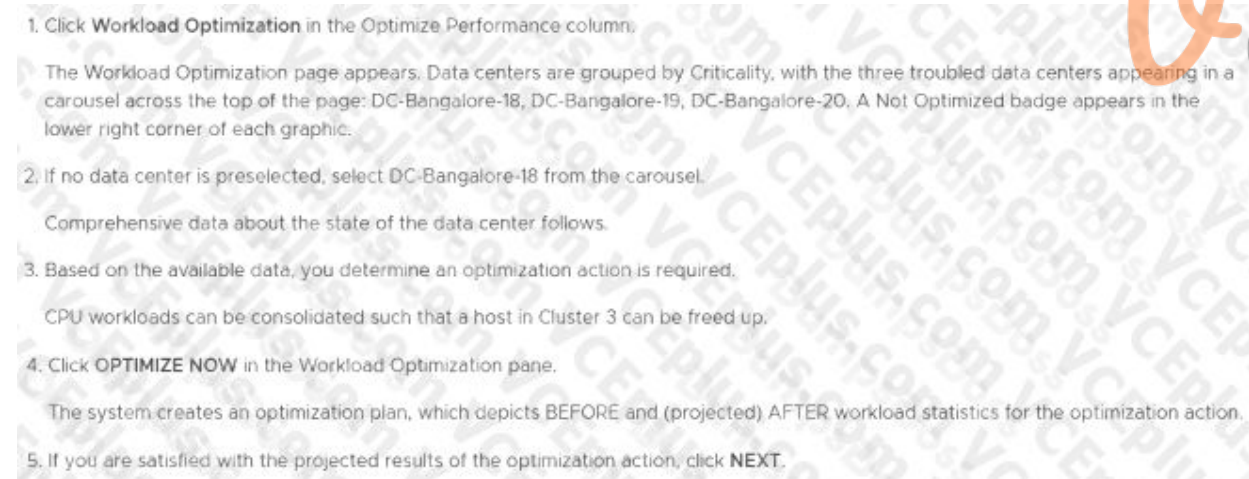 1. Click Workload Optimization in the Optimize Performance column.
The Workload Optimization page appears. Data centers are grouped by Criticality, with the three troubled data centers appearing in a
carousel across the top of the page: DC-Bangalore-18, DC-Bangalore-19, DC-Bangalore-20. A Not Optimized badge appears in the
lower right corner of each graphic.
2. If no data center is preselected, select DC-Bangalore-18 from the carousel.
Comprehensive data about the state of the data center follows.
3. Based on the available data, you determine an optimization action is required.
CPU workloads can be consolidated such that a host in Cluster 3 can be freed up.
4. Click OPTIMIZE NOW in the Workload Optimization pane.
The system creates an optimization plan, which depicts BEFORE and (projected) AFTER workload statistics for the optimization action.
5. If you are satisfied with the projected results of the optimization action, click NEXT.